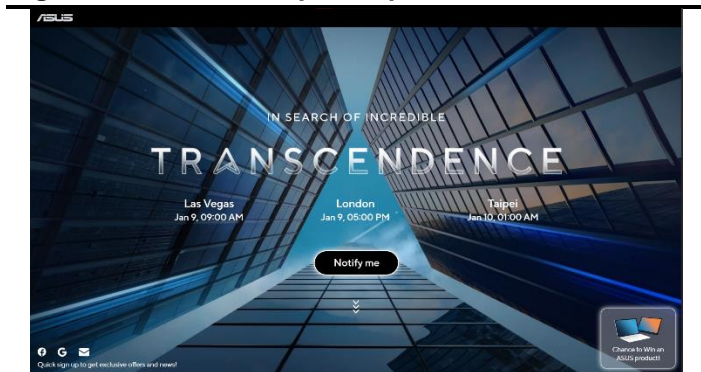 ASUS
IN SEARCH OF INCREDIBLE
TRANSCENDENCE
Las Vegas
Jan 9, 09:00 AM
London
Jan 9, 05:00 PM
Taipei
Jan 10, 01:00 AM
Notify me
Quick sign up to get exclusive offers and news!
Chance to Win an
ASUS product!